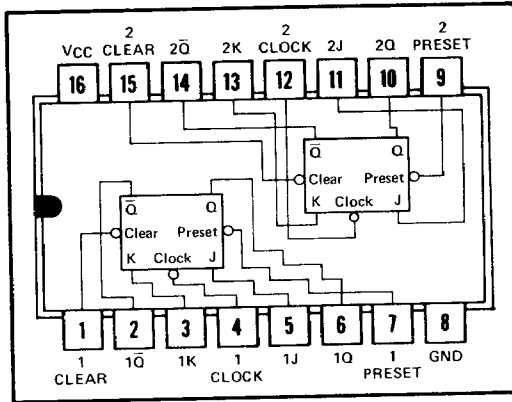 2 2 2
VCC CLEAR 2Q̅ 2K CLOCK 2J 2Q PRESET
16 15 14 13 12 11 10 9
Q̅ Q
Clear Preset
K Clock J
Q̅ Q
Clear Preset
K Clock J
1 2 3 4 5 6 7 8
1 1Q̅ 1K 1 1J 1Q 1 GND
CLEAR CLOCK PRESET